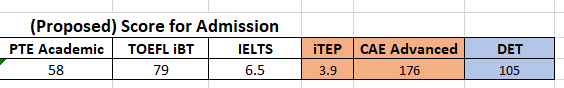 (Proposed) Score for Admission
PTE Academic TOEFL iBT IELTS iTEP CAE Advanced DET
58 79 6.5 3.9 176 105